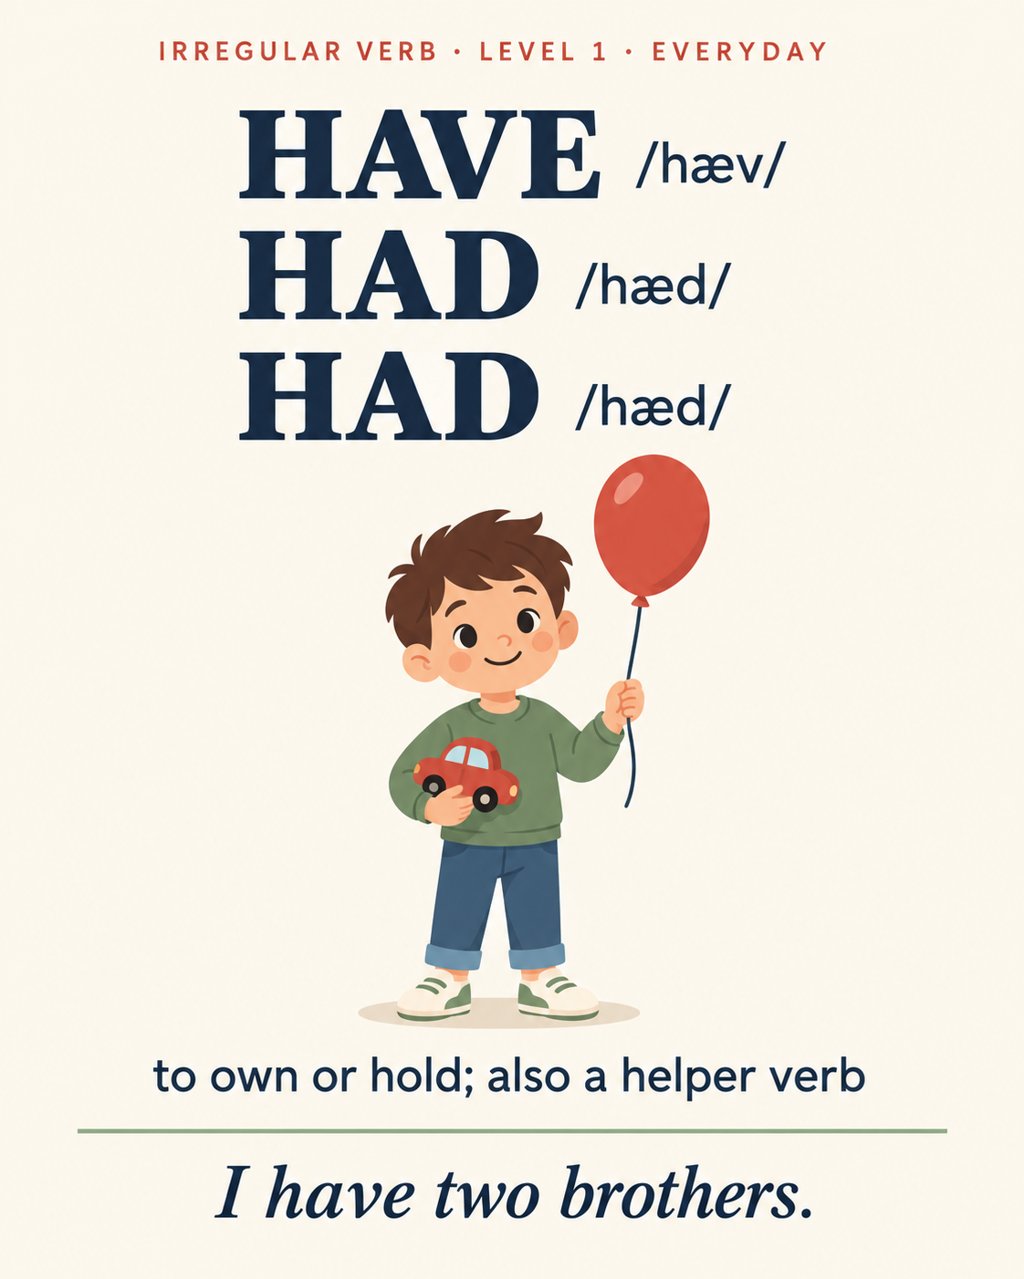 IRREGULAR VERB · LEVEL 1 · EVERYDAY
HAVE /hæv/
HAD /hæd/
HAD /hæd/
to own or hold; also a helper verb
I have two brothers.